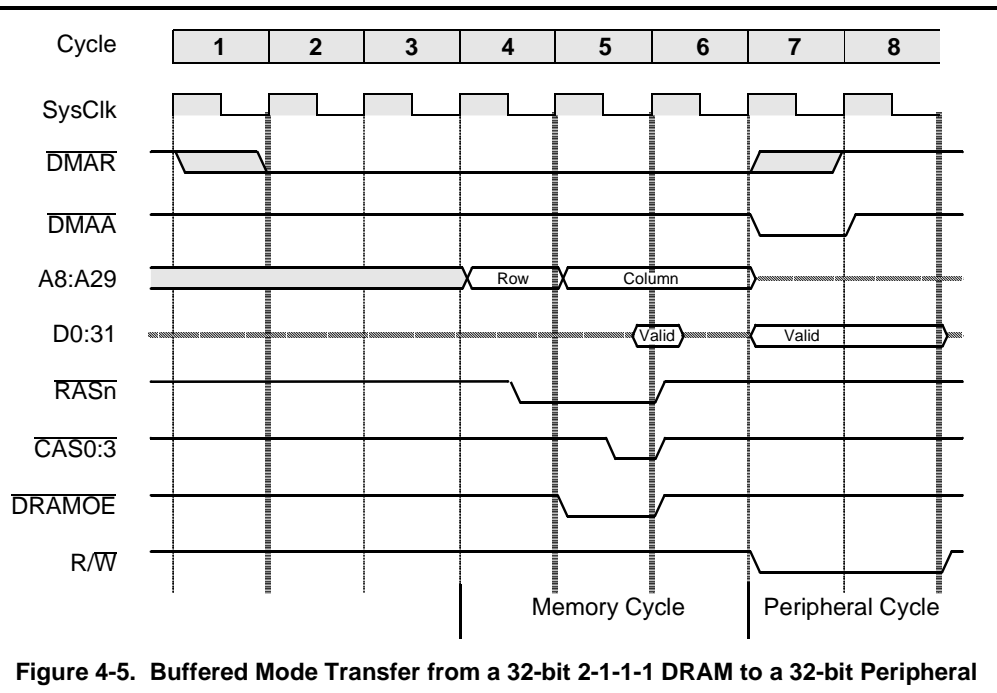 Cycle 1 2 3 4 5 6 7 8
SysClk
DMAR
DMAA
A8:A29 Row Column
D0:31 Valid Valid
RASn
CAS0:3
DRAMOE
R/W
Memory Cycle Peripheral Cycle
Figure 4-5. Buffered Mode Transfer from a 32-bit 2-1-1-1 DRAM to a 32-bit Peripheral